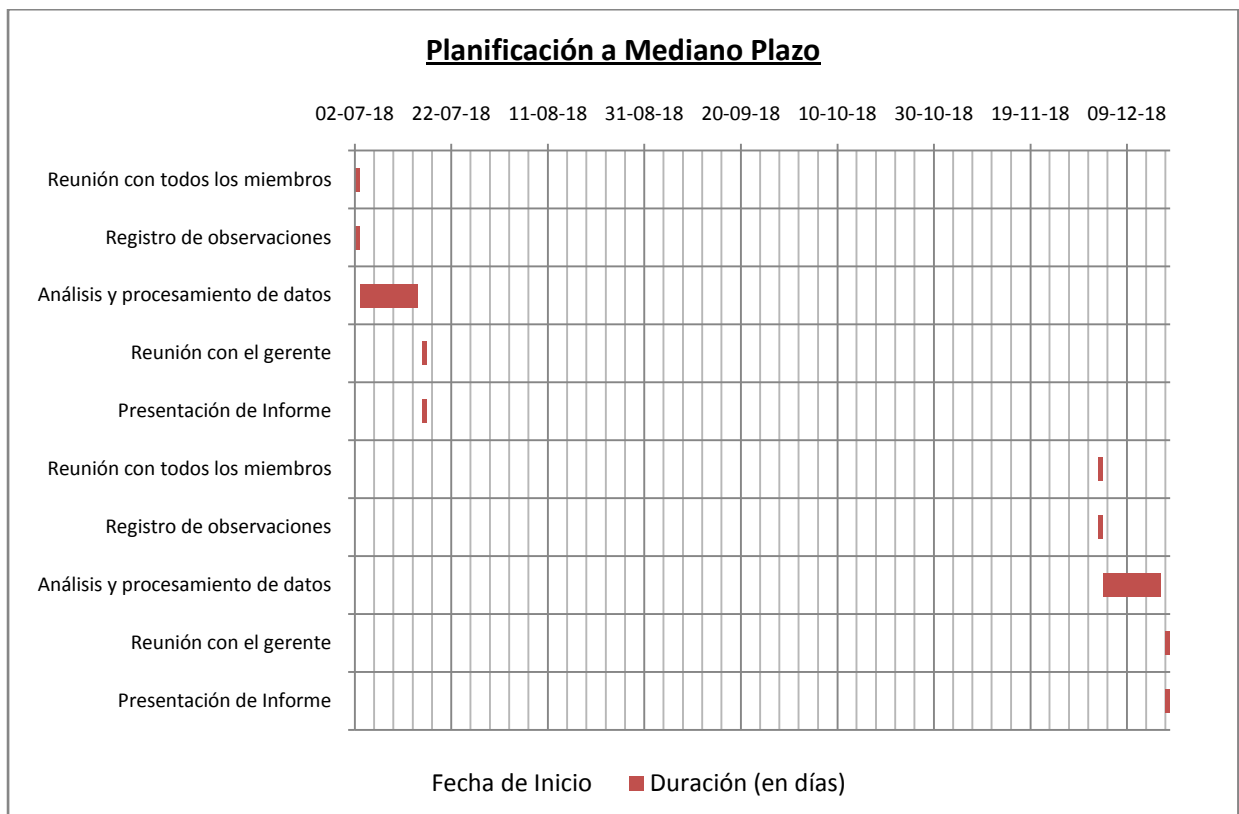 Planificación a Mediano Plazo
02-07-18 22-07-18 11-08-18 31-08-18 20-09-18 10-10-18 30-10-18 19-11-18 09-12-18
Reunión con todos los miembros
Registro de observaciones
Análisis y procesamiento de datos
Reunión con el gerente
Presentación de Informe
Reunión con todos los miembros
Registro de observaciones
Análisis y procesamiento de datos
Reunión con el gerente
Presentación de Informe
Fecha de Inicio Duración (en días)